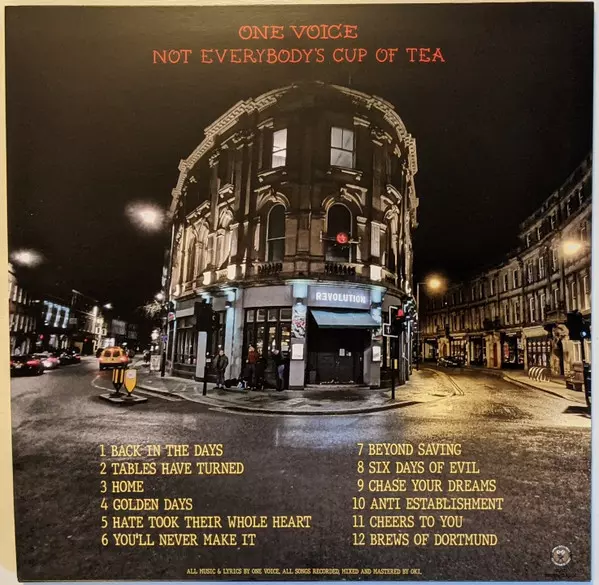 ONE VOICE
NOT EVERYBODY'S CUP OF TEA
REVOLUTION
1 BACK IN THE DAYS
2 TABLES HAVE TURNED
3 HOME
4 GOLDEN DAYS
5 HATE TOOK THEIR WHOLE HEART
6 YOU'LL NEVER MAKE IT
7 BEYOND SAVING
8 SIX DAYS OF EVIL
9 CHASE YOUR DREAMS
10 ANTI ESTABLISHMENT
11 CHEERS TO YOU
12 BREWS OF DORTMUND
ALL MUSIC & LYRICS BY ONE VOICE, ALL SONGS RECORDED, MIXED AND MASTERED BY OKI.